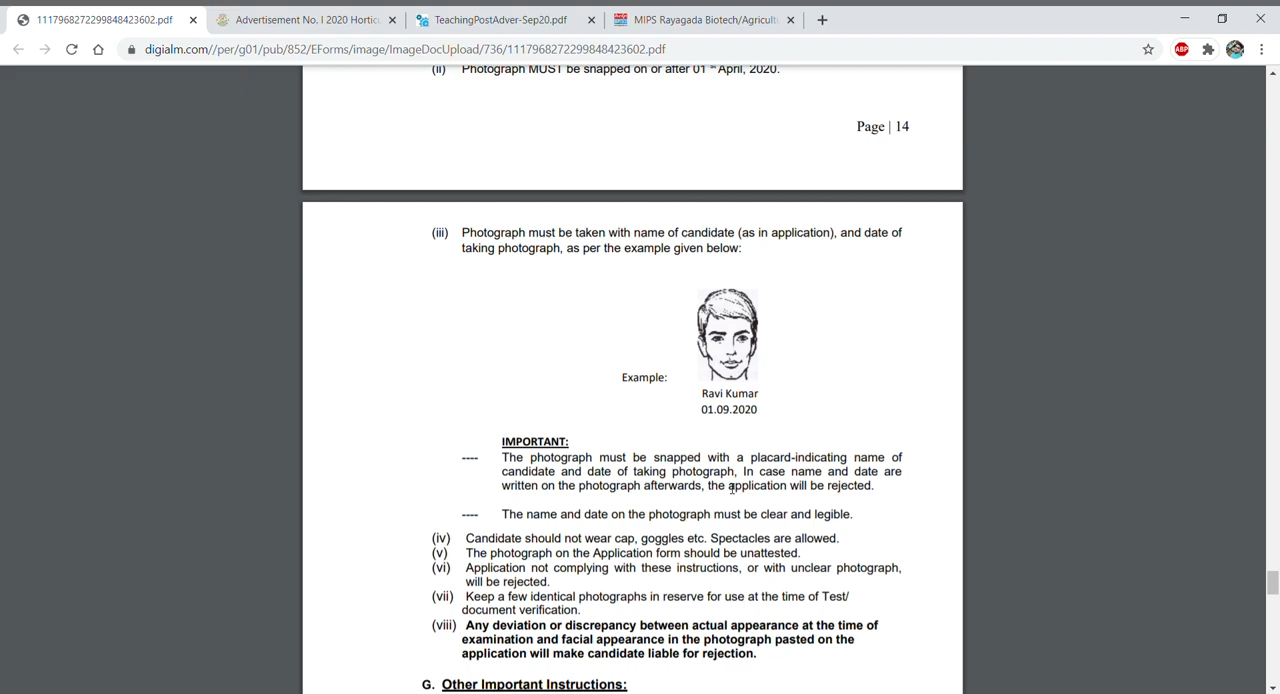 1117968272299848423602.pdf
Advertisement No. I 2020 Hortic
TeachingPostAdver-Sep20.pdf
MIPS Rayagada Biotech/Agricult
digialm.com//per/g01/pub/852/EForms/image/ImageDocUpload/736/1117968272299848423602.pdf
ABP
(ii) Photograph MUST be snapped on or after 01 st April, 2020.
Page | 14
(iii) Photograph must be taken with name of candidate (as in application), and date of
taking photograph, as per the example given below:
Example:
Ravi Kumar
01.09.2020
IMPORTANT:
---- The photograph must be snapped with a placard-indicating name of
candidate and date of taking photograph, In case name and date are
written on the photograph afterwards, the application will be rejected.
---- The name and date on the photograph must be clear and legible.
(iv) Candidate should not wear cap, goggles etc. Spectacles are allowed.
(v) The photograph on the Application form should be unattested.
(vi) Application not complying with these instructions, or with unclear photograph,
will be rejected.
(vii) Keep a few identical photographs in reserve for use at the time of Test/
document verification.
(viii) Any deviation or discrepancy between actual appearance at the time of
examination and facial appearance in the photograph pasted on the
application will make candidate liable for rejection.
G. Other Important Instructions: